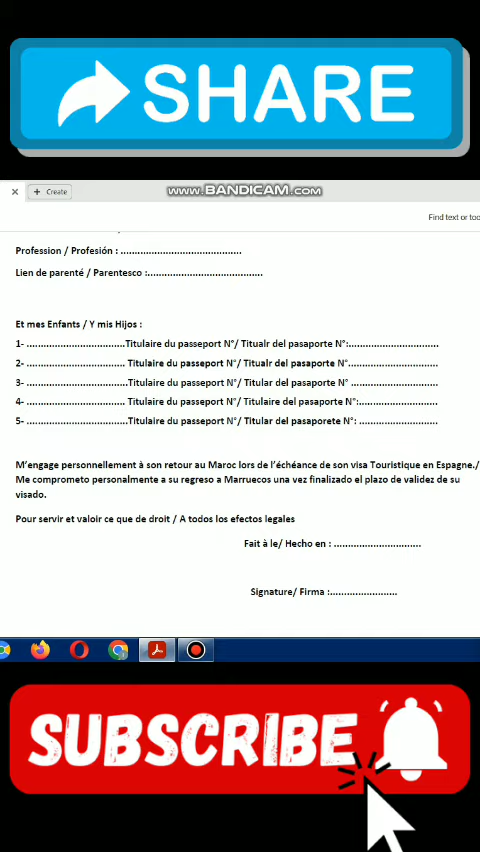 SHARE
WWW.BANDICAM.COM
+ Create
Find text or too
Profession / Profesión : ...........................................
Lien de parenté / Parentesco :.........................................
Et mes Enfants / Y mis Hijos :
1- ...................................Titulaire du passeport N°/ Titualr del pasaporte N°:................................
2- ................................... Titulaire du passeport N°/ Titualr del pasaporte N°................................
3- ....................................Titulaire du passeport N°/ Titular del pasaporte N° ...............................
4- ................................... Titulaire du passeport N°/ Titulaire del pasaporte N°:............................
5- ....................................Titulaire du passeport N°/ Titular del pasaporete N°: ............................
M'engage personnellement à son retour au Maroc lors de l'échéance de son visa Touristique en Espagne./
Me comprometo personalmente a su regreso a Marruecos una vez finalizado el plazo de validez de su
visado.
Pour servir et valoir ce que de droit / A todos los efectos legales
Fait à le/ Hecho en : ...............................
Signature/ Firma :........................
SUBSCRIBE